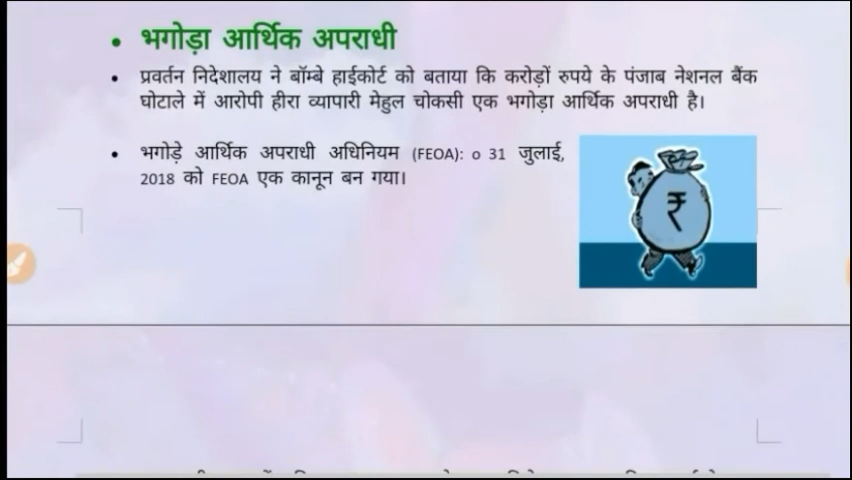 भगोड़ा आर्थिक अपराधी
प्रवर्तन निदेशालय ने बॉम्बे हाईकोर्ट को बताया कि करोड़ों रुपये के पंजाब नेशनल बैंक
घोटाले में आरोपी हीरा व्यापारी मेहुल चोकसी एक भगोड़ा आर्थिक अपराधी है।
भगोड़े आर्थिक अपराधी अधिनियम (FEOA): o 31 जुलाई,
2018 को FEOA एक कानून बन गया।
₹